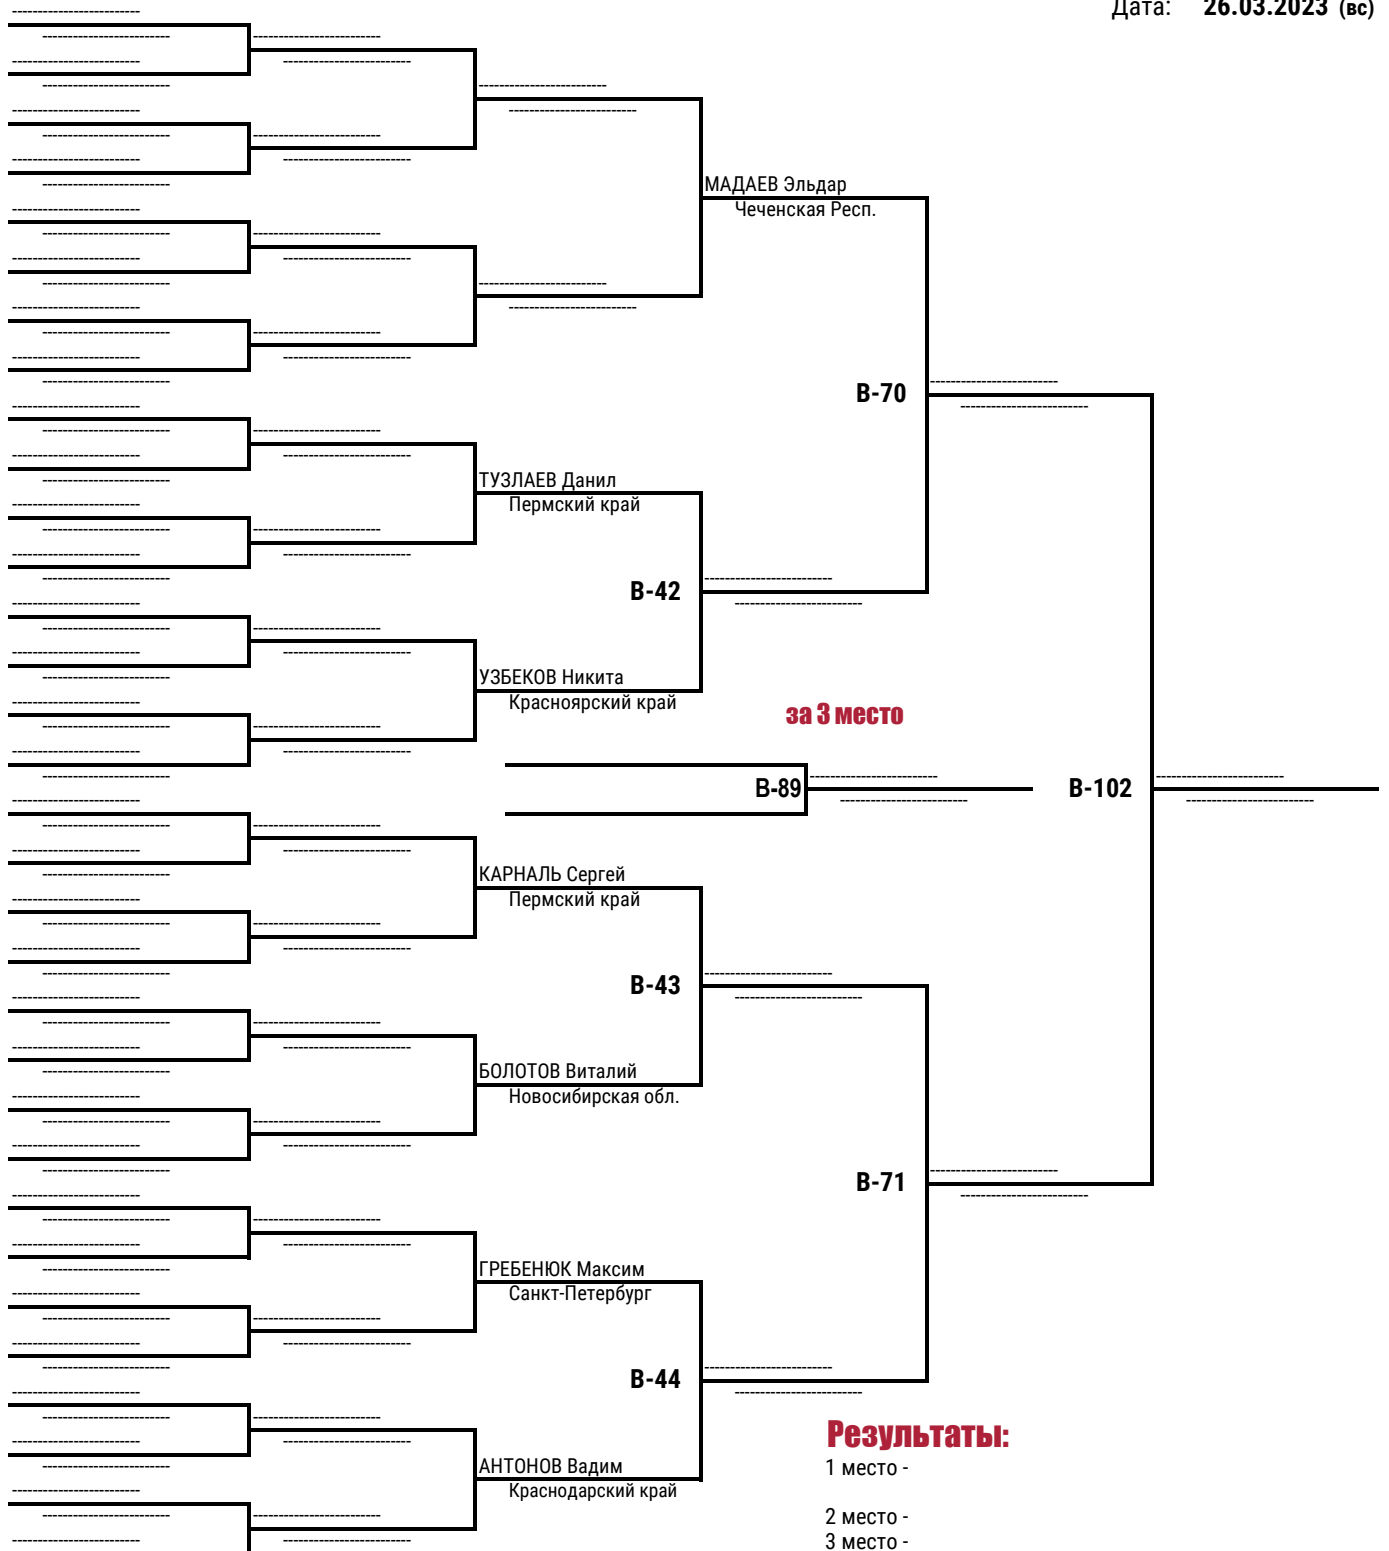 Дата: 26.03.2023 (вс)
МАДАЕВ Эльдар
Чеченская Респ.
B-70
ТУЗЛАЕВ Данил
Пермский край
B-42
УЗБЕКОВ Никита
Красноярский край
за 3 место
B-89
B-102
КАРНАЛЬ Сергей
Пермский край
B-43
БОЛОТОВ Виталий
Новосибирская обл.
B-71
ГРЕБЕНЮК Максим
Санкт-Петербург
B-44
Результаты:
АНТОНОВ Вадим
Краснодарский край
1 место -
2 место -
3 место -